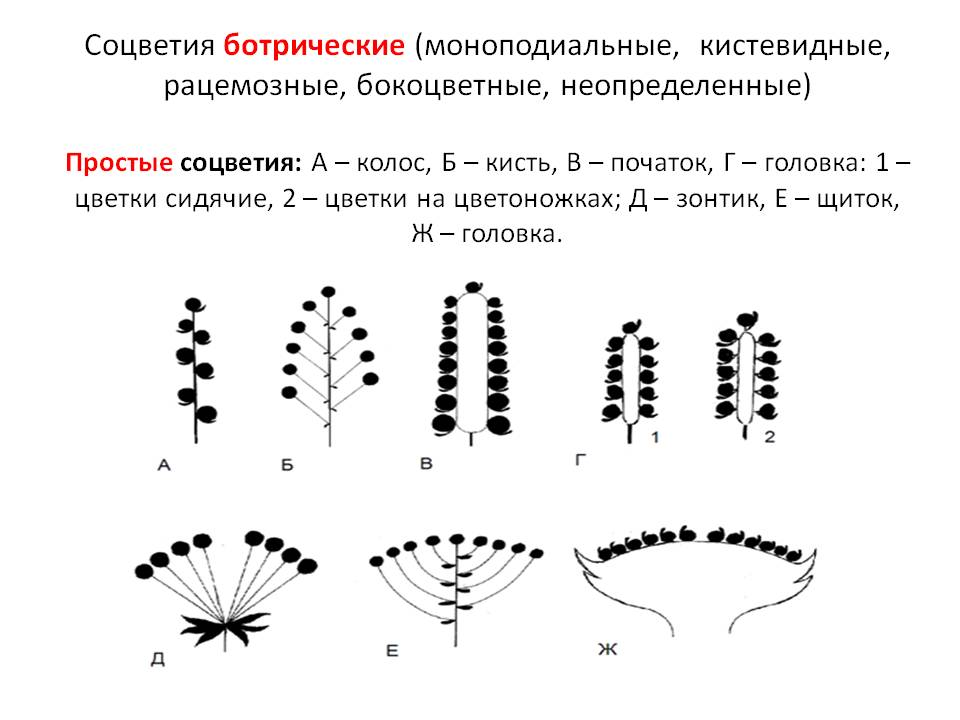 Соцветия ботрические (моноподиальные, кистевидные,
рацемозные, бокоцветные, неопределенные)
Простые соцветия: А – колос, Б – кисть, В – початок, Г – головка: 1 –
цветки сидячие, 2 – цветки на цветоножках; Д – зонтик, Е – щиток,
Ж – головка.
А Б В Г 1 2
Д Е Ж